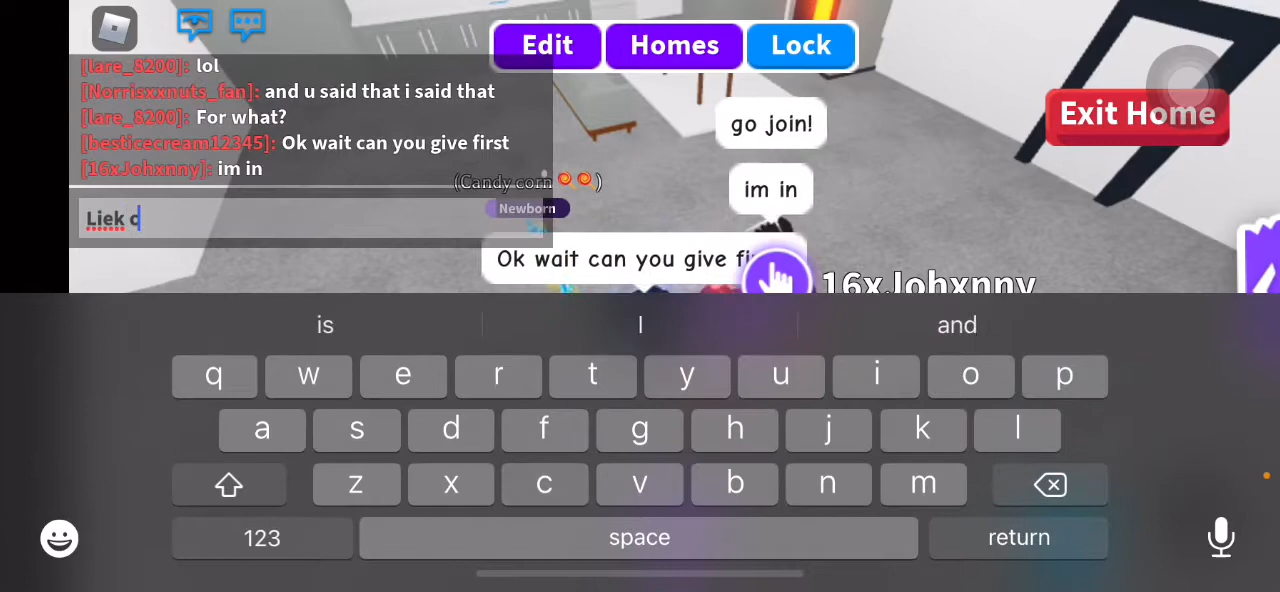 Edit Homes Lock
[lare_8200]: lol
[Norrisxxnuts_fan]: and u said that i said that
[lare_8200]: For what?
[besticecream12345]: Ok wait can you give first
[16xJohxnny]: im in
Liek c
go join!
Exit Home
im in
(Candy corn 🍭🍭)
Newborn
Ok wait can you give
16xJohxnny
is I and
q w e r t y u i o p
a s d f g h j k l
z x c v b n m
123 space return